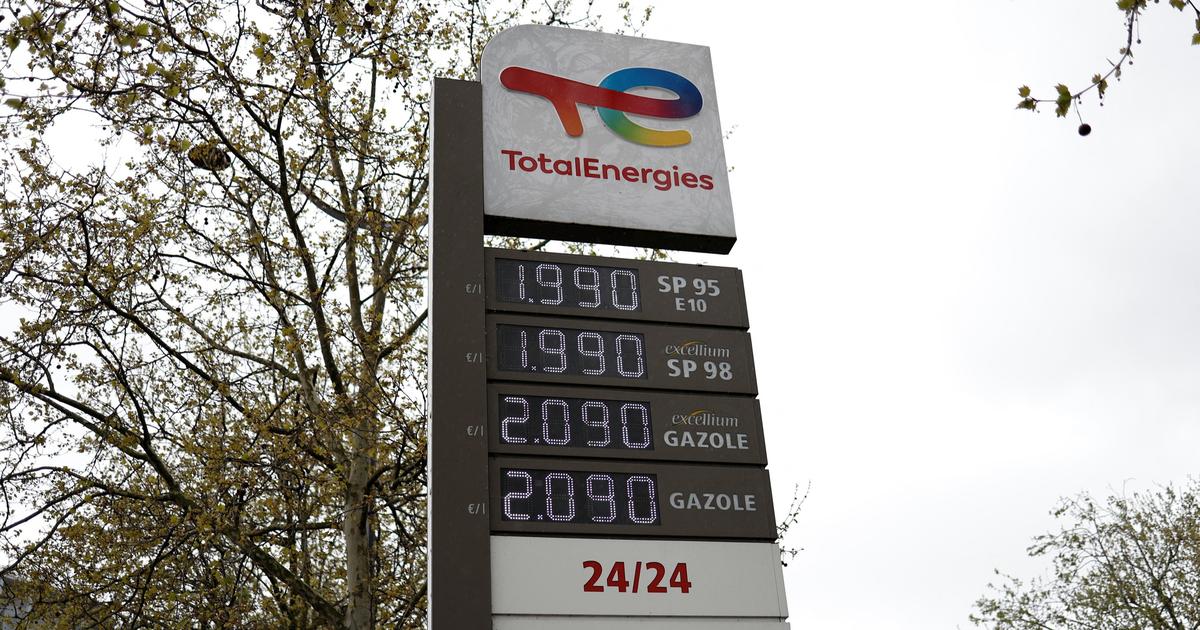 TotalEnergies
€/l 1.990 SP 95
E10
€/l 1.990 excellium
SP 98
€/l 2.090 excellium
GAZOLE
€/l 2.090 GAZOLE
24/24